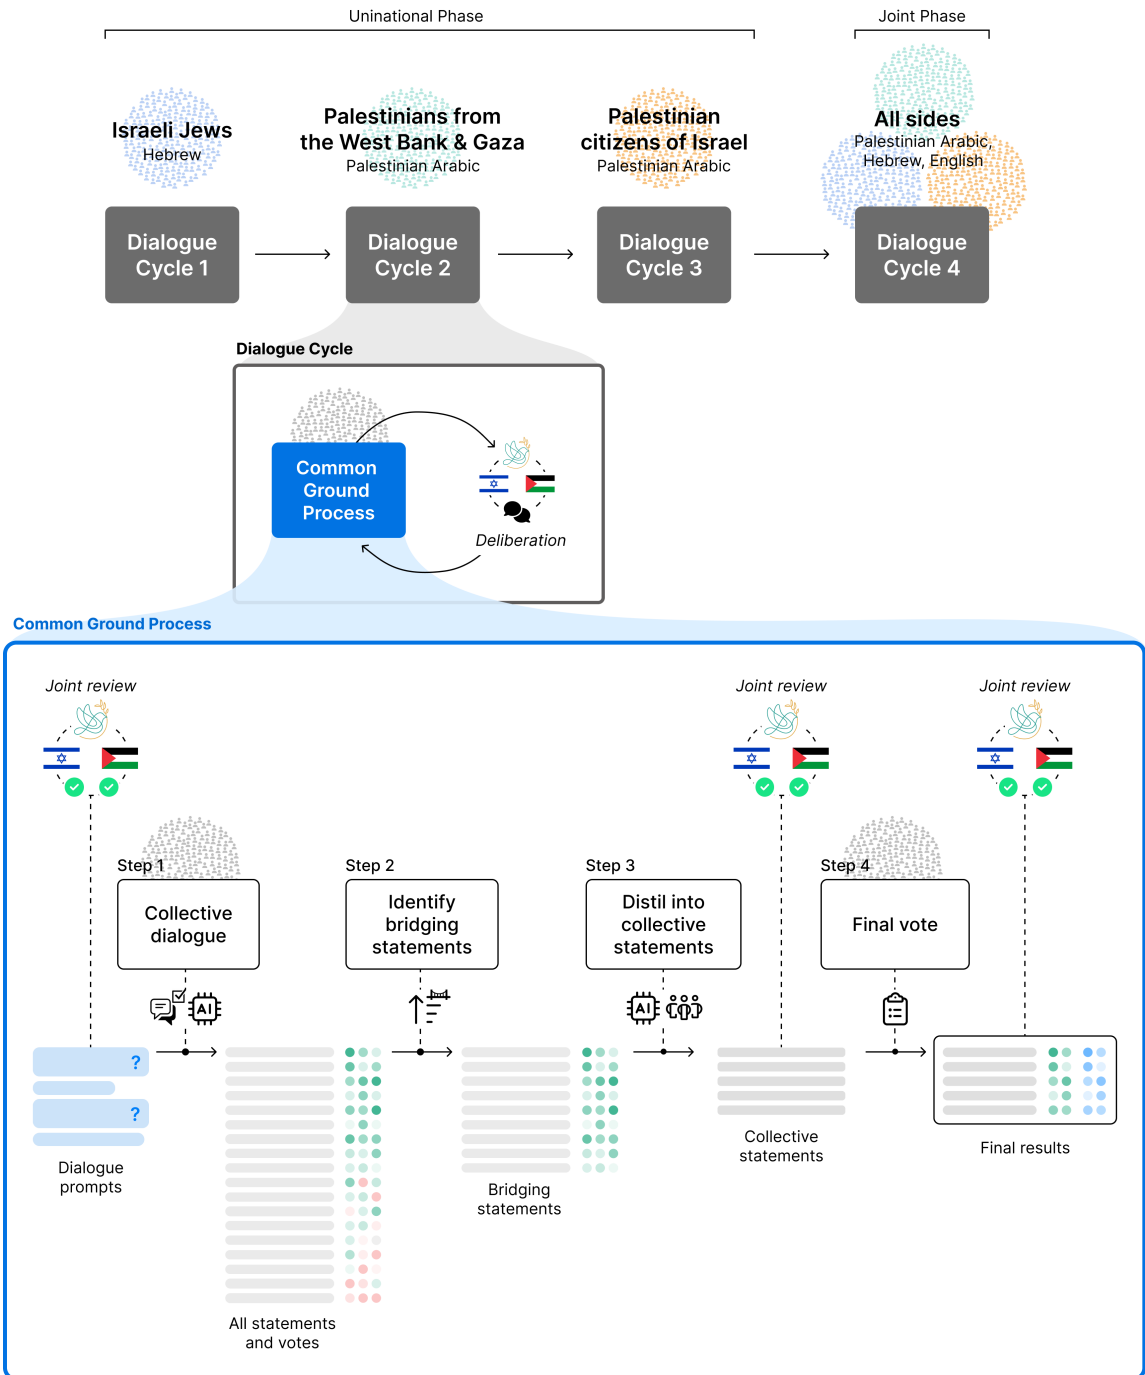 Uninational Phase
Joint Phase
Israeli Jews
Hebrew
Palestinians from
the West Bank & Gaza
Palestinian Arabic
Palestinian
citizens of Israel
Palestinian Arabic
All sides
Palestinian Arabic,
Hebrew, English
Dialogue
Cycle 1
Dialogue
Cycle 2
Dialogue
Cycle 3
Dialogue
Cycle 4
Dialogue Cycle
Common
Ground
Process
Deliberation
Common Ground Process
Joint review
Joint review
Joint review
Step 1
Collective
dialogue
Step 2
Identify
bridging
statements
Step 3
Distil into
collective
statements
Step 4
Final vote
AI
AI
?
?
Dialogue
prompts
All statements
and votes
Bridging
statements
Collective
statements
Final results